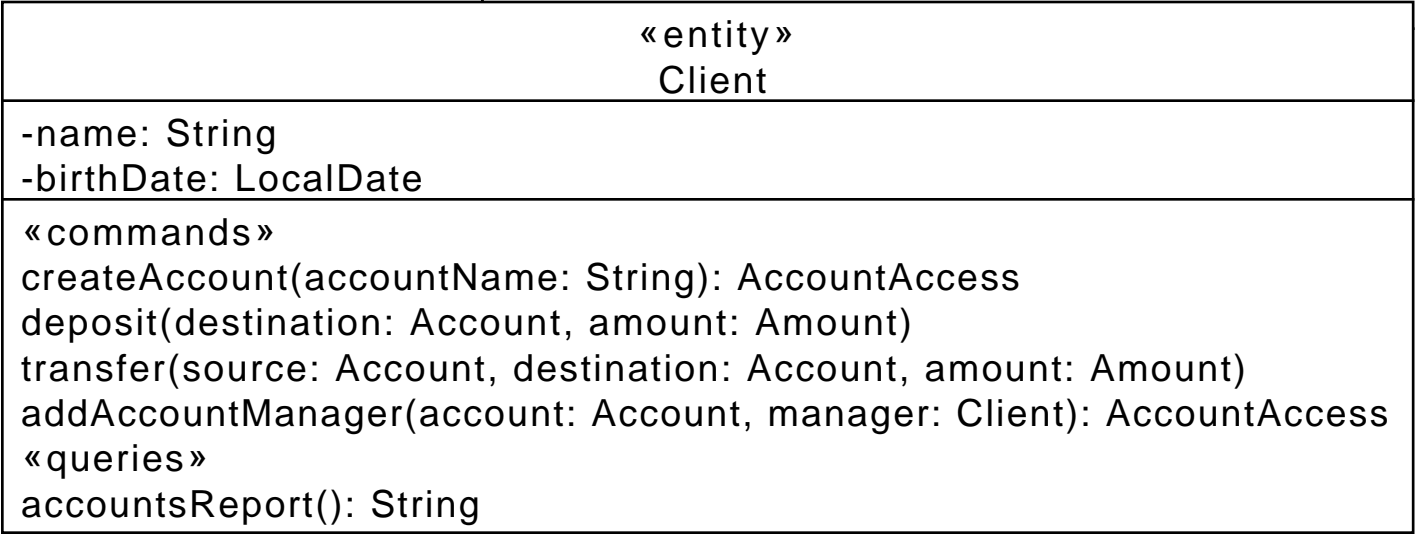 «entity»
Client
-name: String
-birthDate: LocalDate
«commands»
createAccount(accountName: String): AccountAccess
deposit(destination: Account, amount: Amount)
transfer(source: Account, destination: Account, amount: Amount)
addAccountManager(account: Account, manager: Client): AccountAccess
«queries»
accountsReport(): String